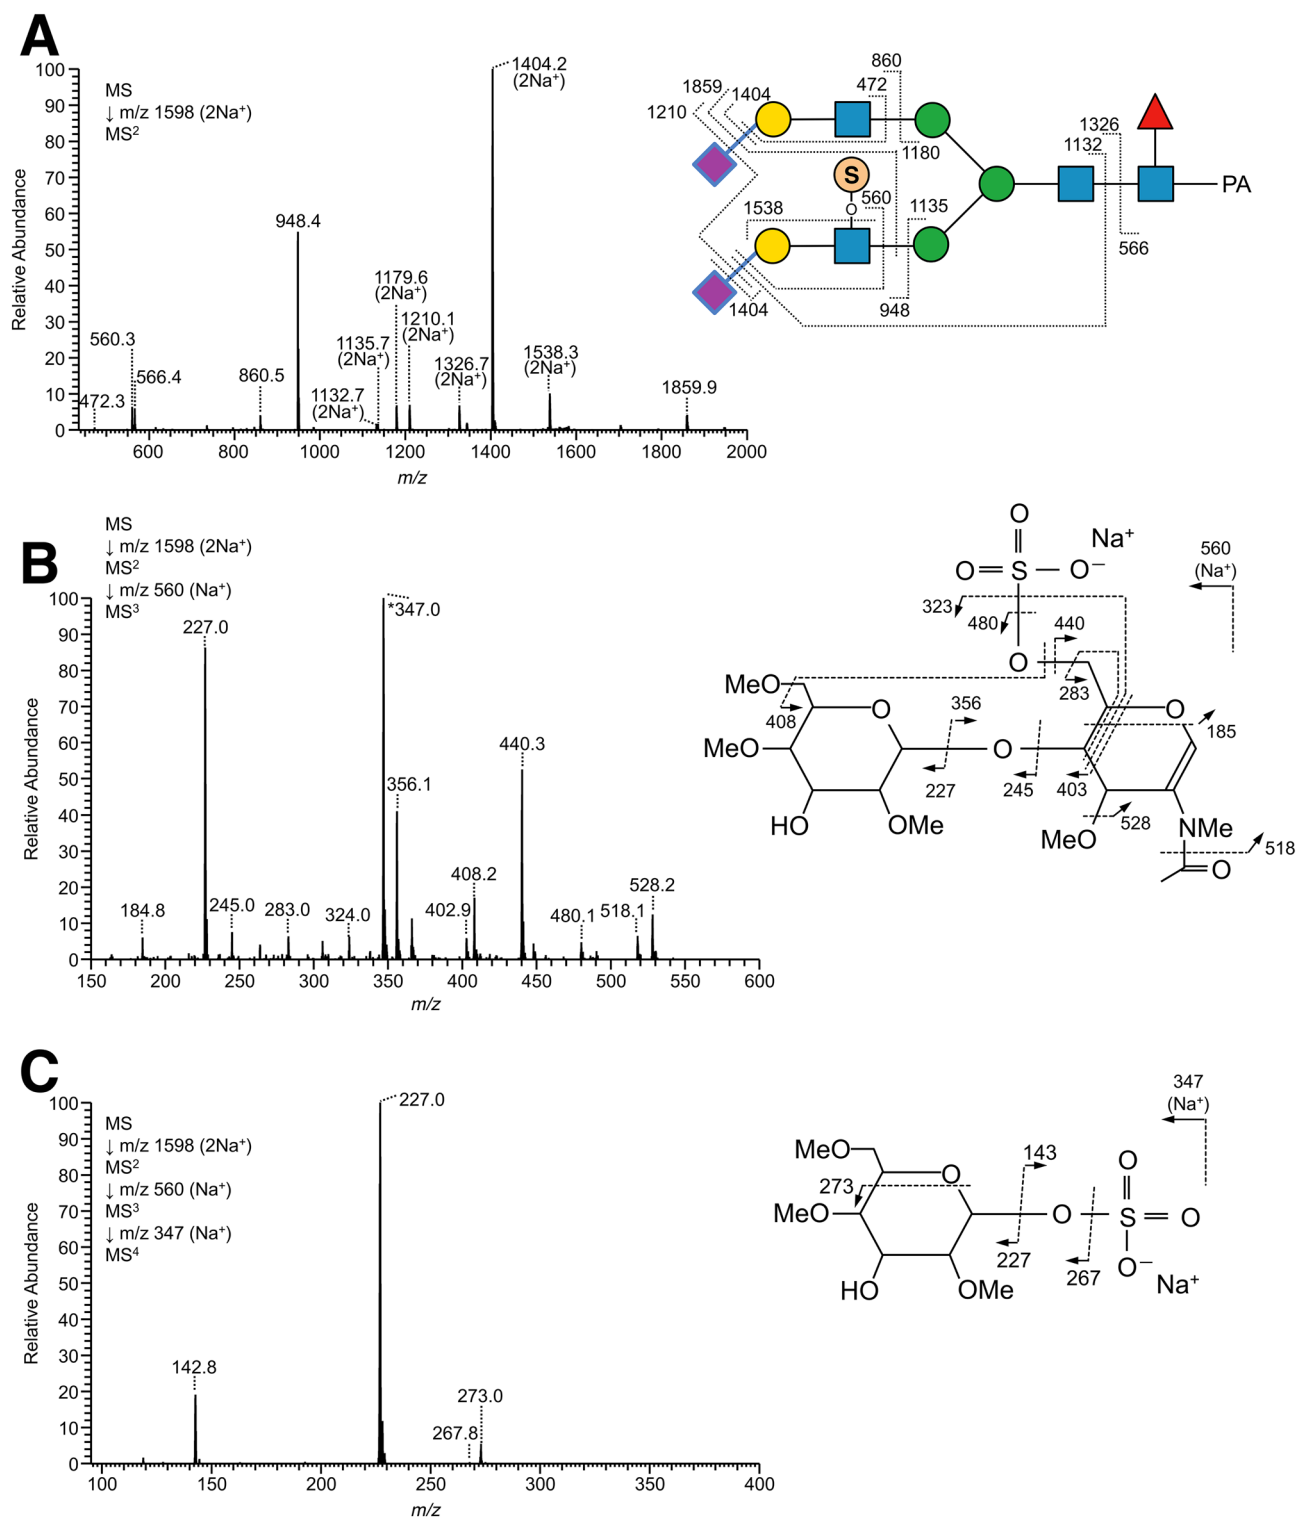 A
MS
↓ m/z 1598 (2Na⁺)
MS²
Relative Abundance
100
90
80
70
60
50
40
30
20
10
0
472.3
560.3
566.4
860.5
948.4
1132.7
(2Na⁺)
1135.7
(2Na⁺)
1179.6
(2Na⁺)
1210.1
(2Na⁺)
1326.7
(2Na⁺)
1404.2
(2Na⁺)
1538.3
(2Na⁺)
1859.9
600 800 1000 1200 1400 1600 1800 2000
m/z
860
1859
1404
472
1210
1180
1326
1132
S
O
560
1538
1135
PA
566
1404
948
B
MS
↓ m/z 1598 (2Na⁺)
MS²
↓ m/z 560 (Na⁺)
MS³
Relative Abundance
100
90
80
70
60
50
40
30
20
10
0
184.8
227.0
245.0
283.0
324.0
*347.0
356.1
402.9
408.2
440.3
480.1
518.1
528.2
150 200 250 300 350 400 450 500 550 600
m/z
O
Na⁺
O S O⁻
560
(Na⁺)
323
480
440
O
MeO
283
408
356
O
O
185
MeO
O
227
245
403
HO
OMe
MeO
528
NMe
518
O
C
MS
↓ m/z 1598 (2Na⁺)
MS²
↓ m/z 560 (Na⁺)
MS³
↓ m/z 347 (Na⁺)
MS⁴
Relative Abundance
100
90
80
70
60
50
40
30
20
10
0
142.8
227.0
267.8
273.0
100 150 200 250 300 350 400
m/z
347
(Na⁺)
MeO
143
O
O
273
MeO
O S O
227
267
O⁻
Na⁺
HO
OMe